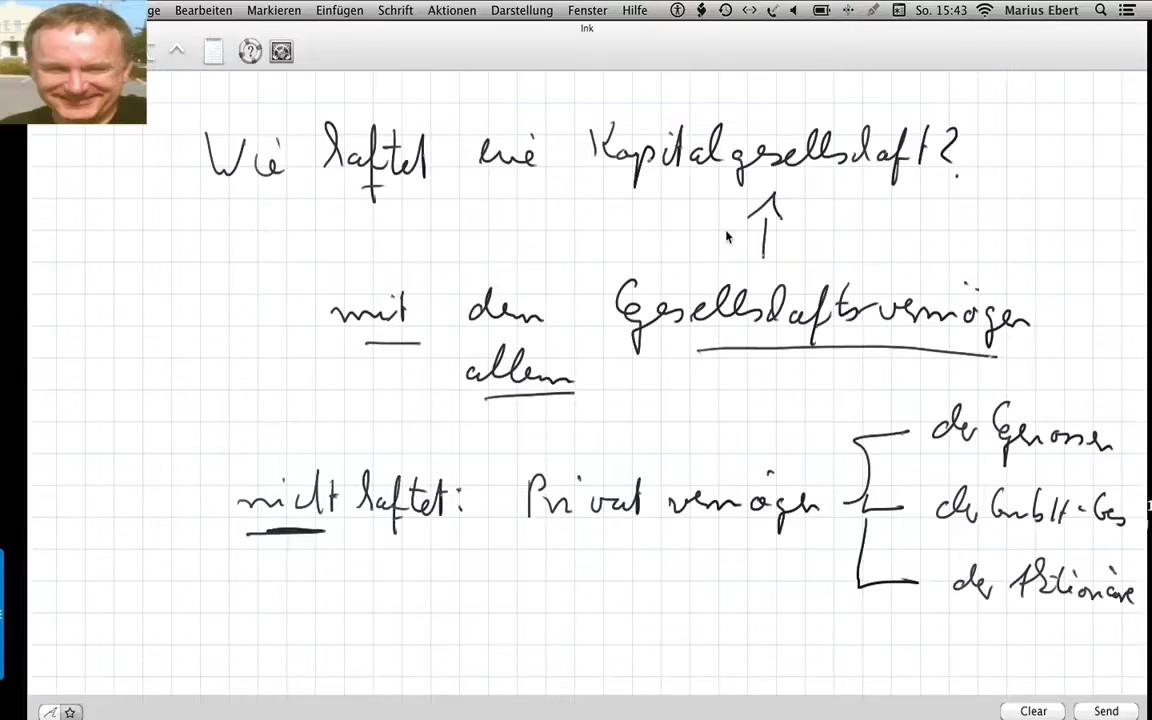 ge Bearbeiten Markieren Einfügen Schrift Aktionen Darstellung Fenster Hilfe So. 15:43 Marius Ebert
Ink
Wie haftet eine Kapitalgesellschaft?
mit dem Gesellschaftsvermögen
allem
nicht haftet: Privatvermögen
der Genossen
der GmbH-Ges
der Aktionäre
Clear Send